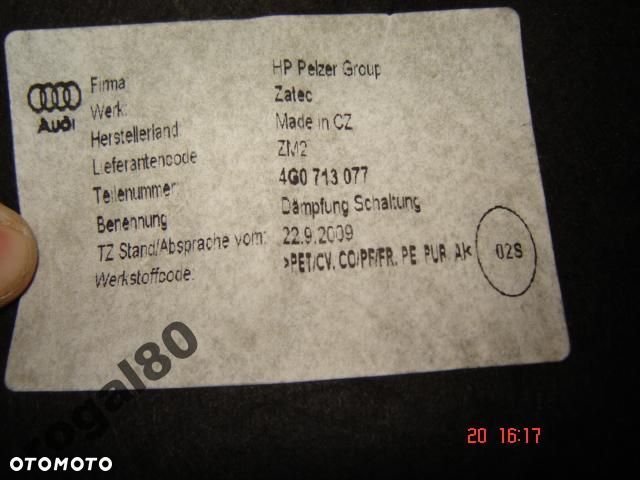 Audi
Firma HP Pelzer Group
Werk: Zatec
Herstellerland: Made in CZ
Lieferantencode ZM2
Teilenummer: 4G0 713 077
Benennung Dämpfung Schaltung
TZ Stand/Absprache vom: 22.9.2009
Werkstoffcode: >PET/CV, CO/PF/FR, PE, PUR, Al<
02S
rogal80
20 16:17
OTOMOTO